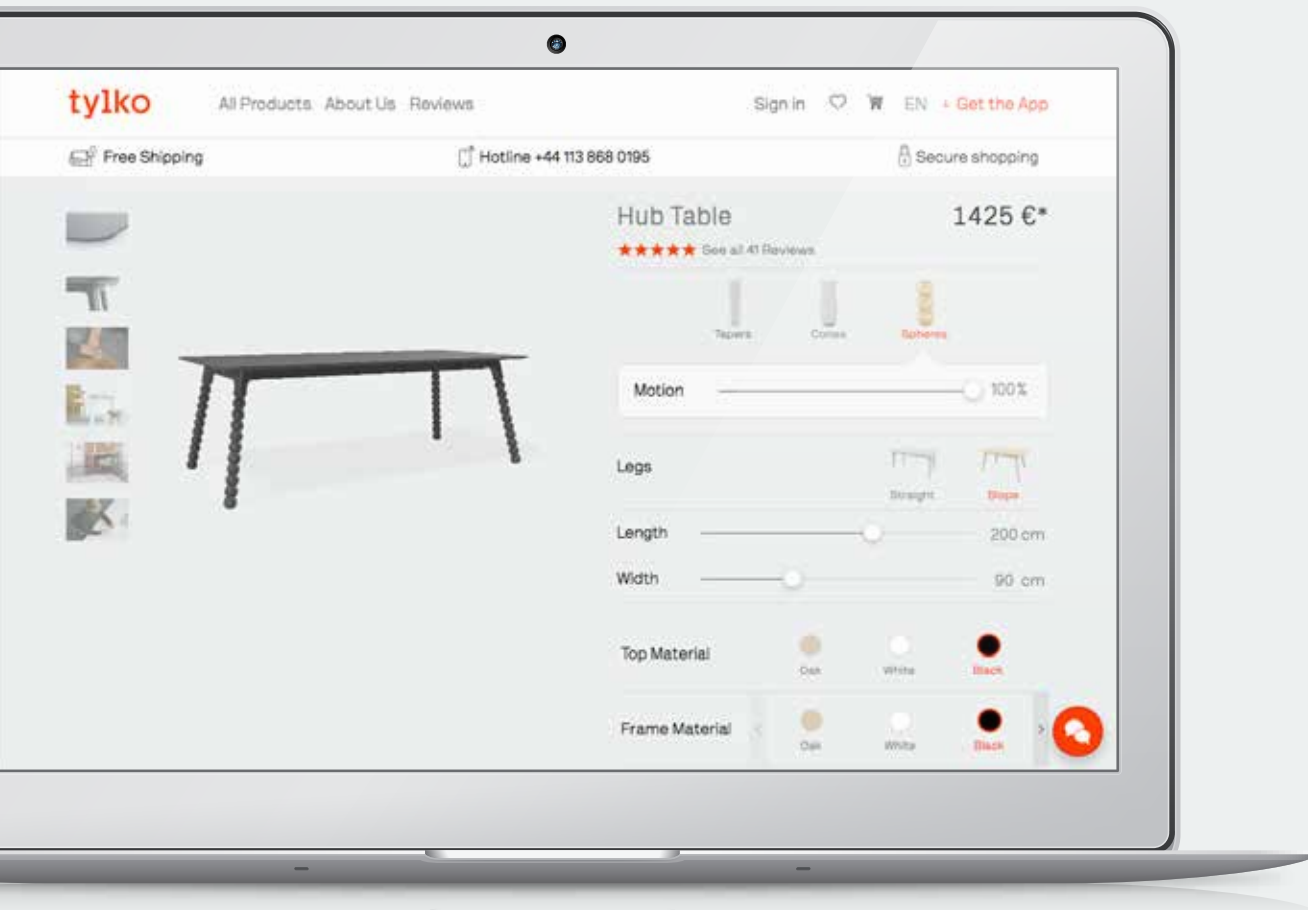 tylko All Products About Us Reviews Sign in EN + Get the App
Free Shipping Hotline +44 113 868 0195 Secure shopping
Hub Table 1425 €*
See all 41 Reviews
Tapers Cones Spheres
Motion 100%
Legs
Straight Slope
Length 200 cm
Width 90 cm
Top Material
Oak White Black
Frame Material
Oak White Black